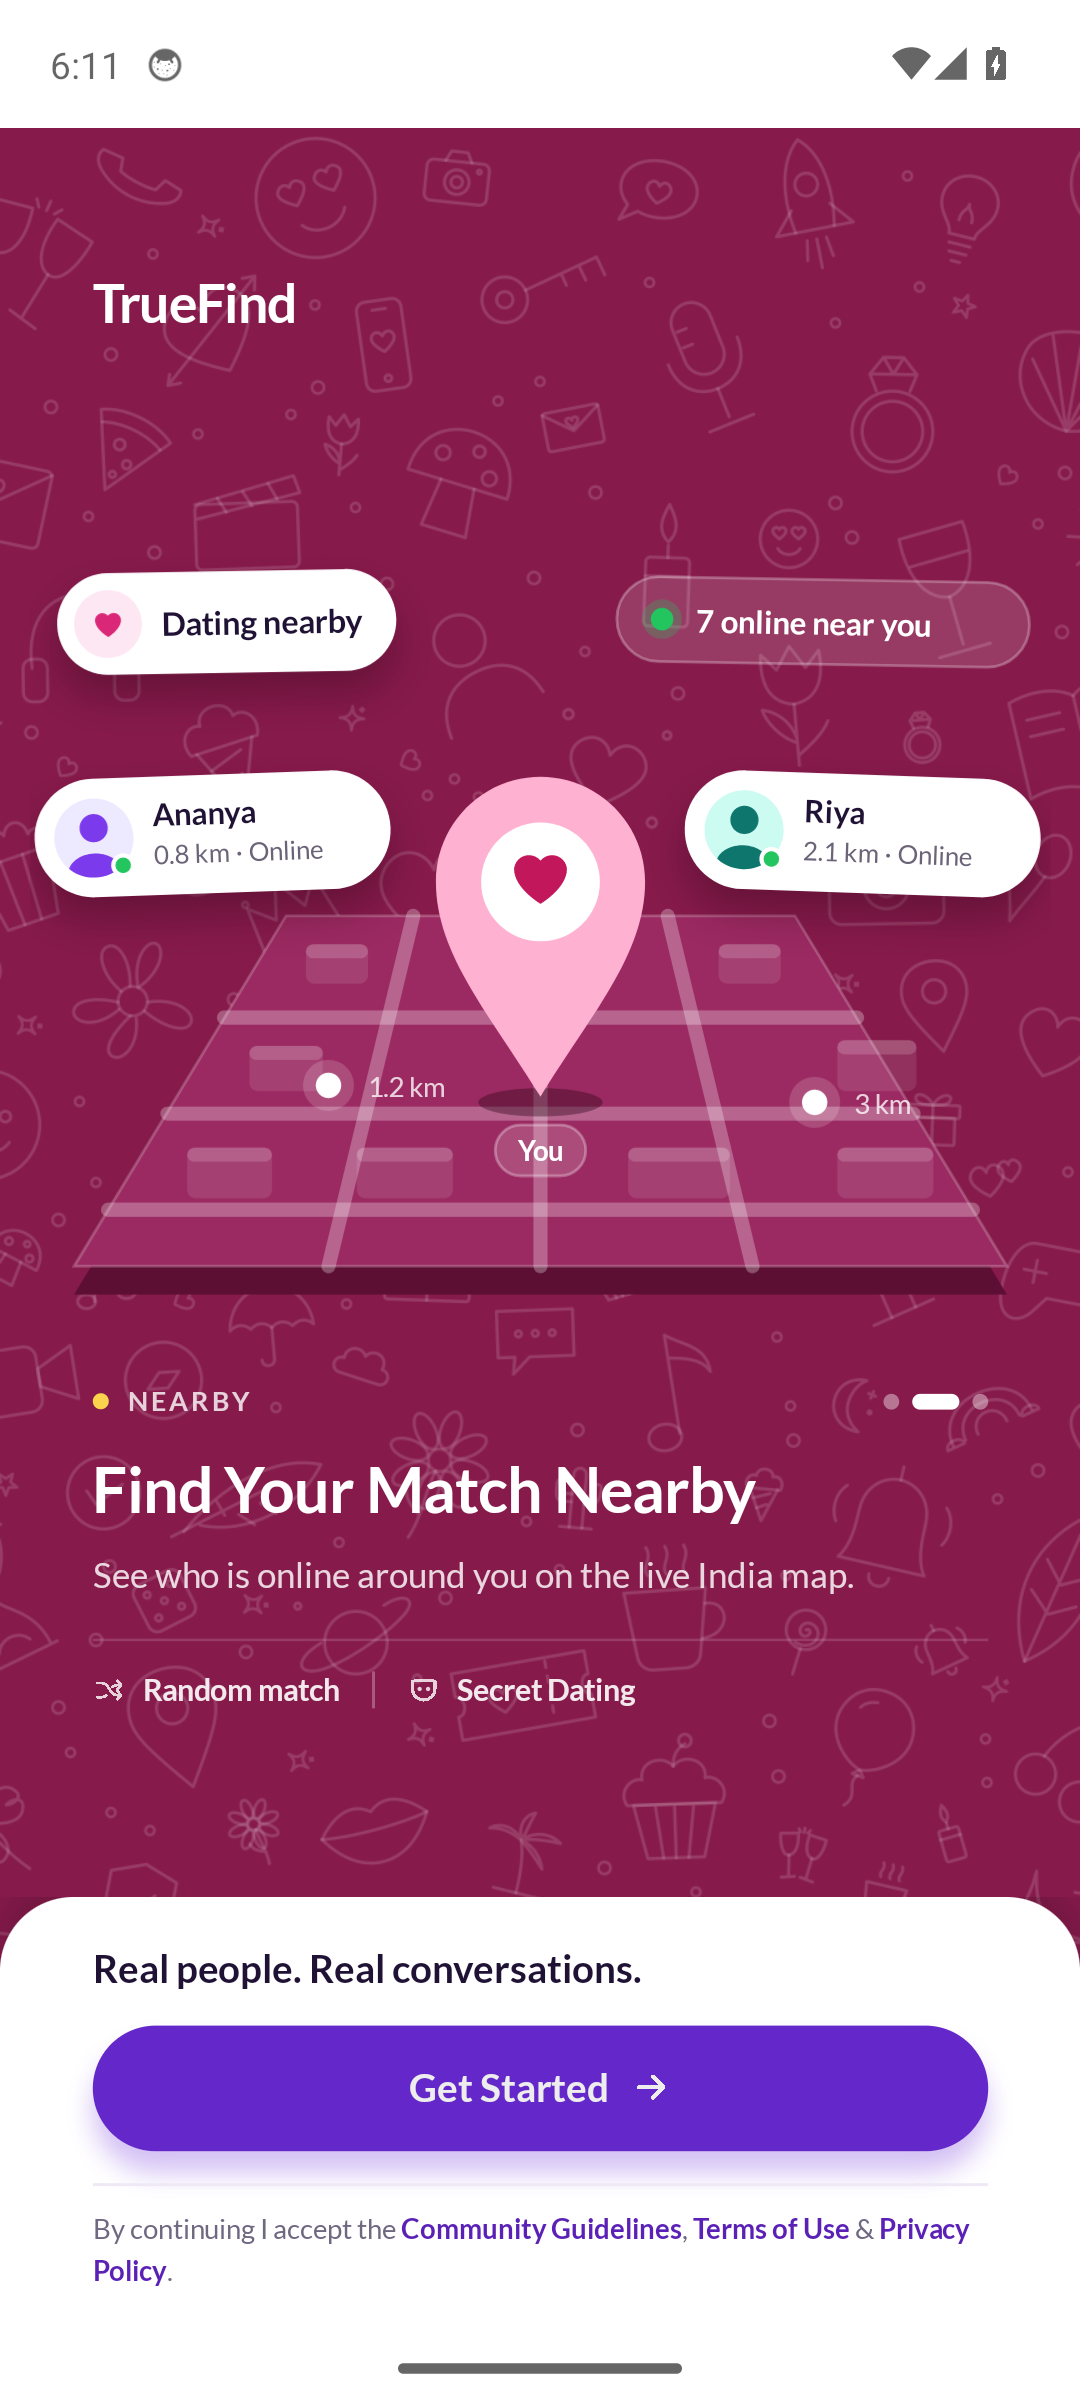 6:11
TrueFind
Dating nearby
7 online near you
Ananya
0.8 km · Online
Riya
2.1 km · Online
1.2 km
3 km
You
NEARBY
Find Your Match Nearby
See who is online around you on the live India map.
Random match
Secret Dating
Real people. Real conversations.
Get Started
By continuing I accept the Community Guidelines, Terms of Use & Privacy
Policy.